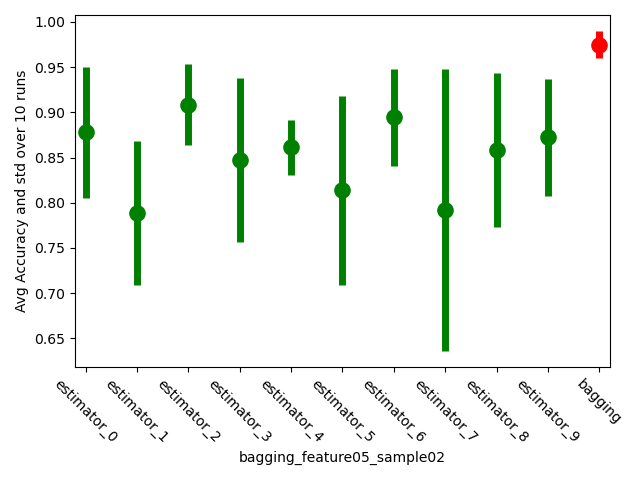 1.00
0.95
0.90
0.85
0.80
0.75
0.70
0.65
Avg Accuracy and std over 10 runs
estimator_0
estimator_1
estimator_2
estimator_3
estimator_4
estimator_5
estimator_6
estimator_7
estimator_8
estimator_9
bagging
bagging_feature05_sample02